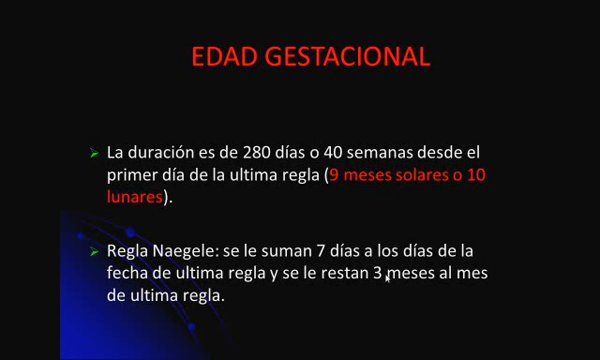 EDAD GESTACIONAL
La duración es de 280 días o 40 semanas desde el
primer día de la ultima regla (9 meses solares o 10
lunares).
Regla Naegele: se le suman 7 días a los días de la
fecha de ultima regla y se le restan 3 meses al mes
de ultima regla.